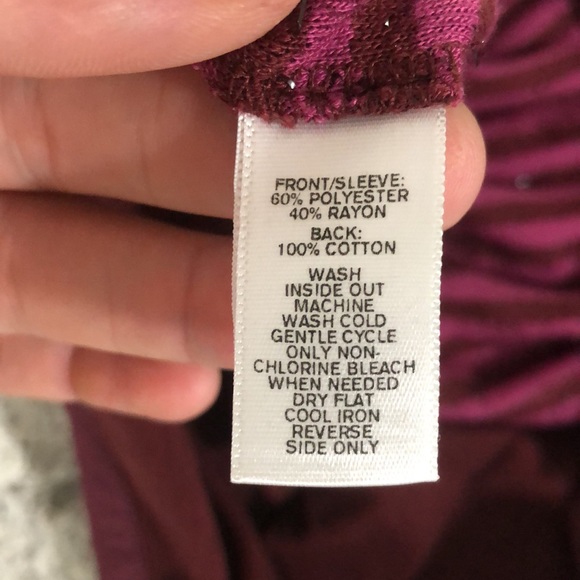 FRONT/SLEEVE:
60% POLYESTER
40% RAYON
BACK:
100% COTTON
WASH
INSIDE OUT
MACHINE
WASH COLD
GENTLE CYCLE
ONLY NON-
CHLORINE BLEACH
WHEN NEEDED
DRY FLAT
COOL IRON
REVERSE
SIDE ONLY